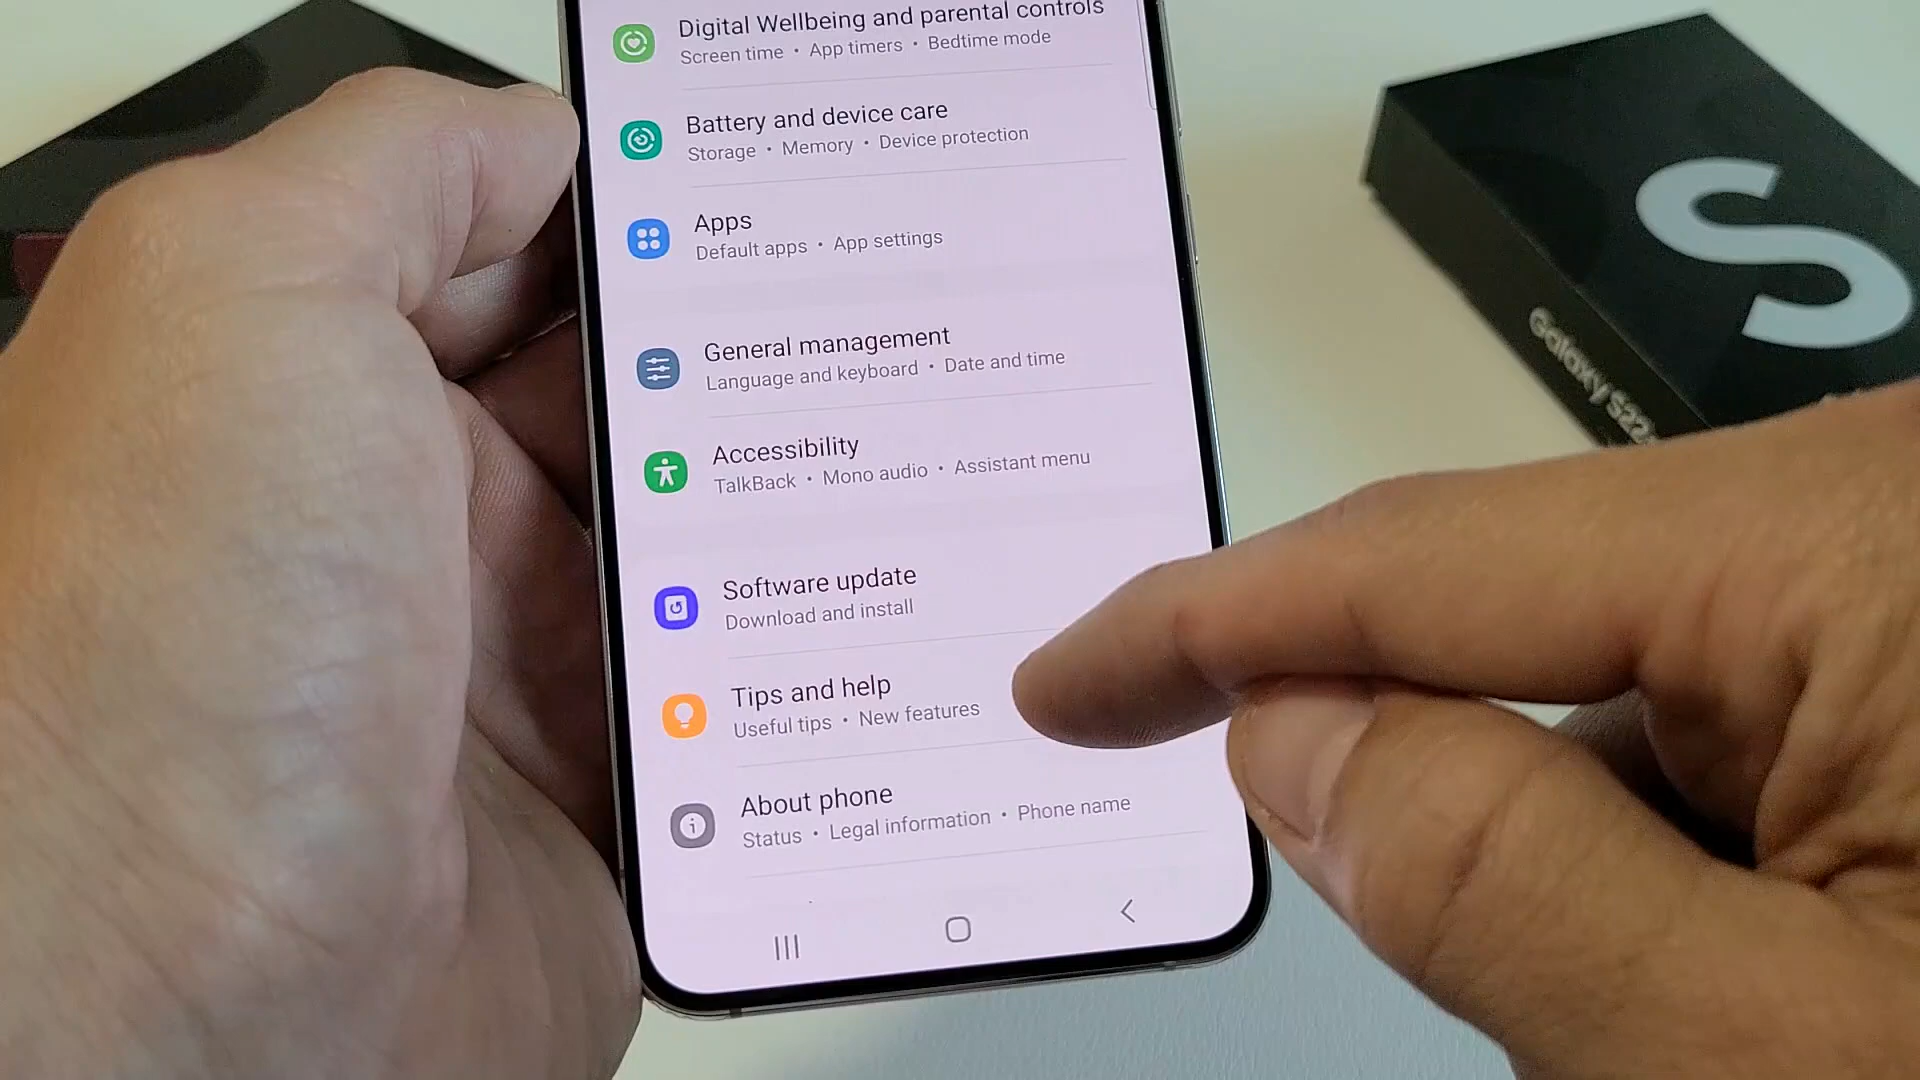 Digital Wellbeing and parental controls
Screen time • App timers • Bedtime mode
Battery and device care
Storage • Memory • Device protection
Apps
Default apps • App settings
General management
Language and keyboard • Date and time
Accessibility
TalkBack • Mono audio • Assistant menu
Software update
Download and install
Tips and help
Useful tips • New features
About phone
Status • Legal information • Phone name
S
Galaxy S22